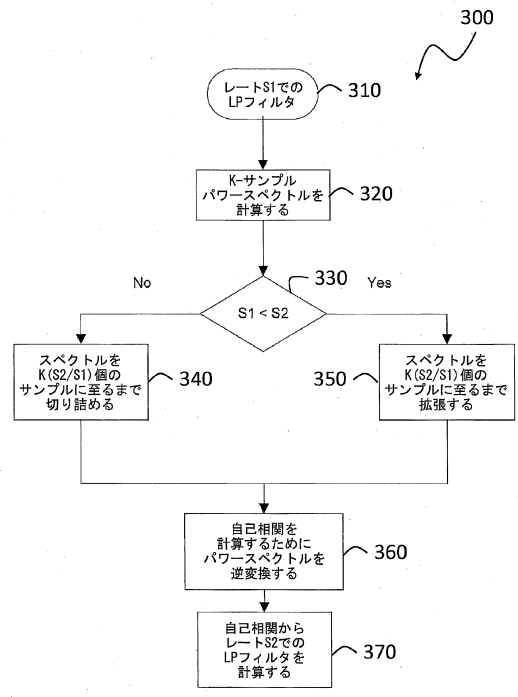 300
レートS1での
LPフィルタ
310
K-サンプル
パワースペクトルを
計算する
320
330
No
Yes
S1 < S2
スペクトルを
K(S2/S1)個の
サンプルに至るまで
切り詰める
340
350
スペクトルを
K(S2/S1)個の
サンプルに至るまで
拡張する
自己相関を
計算するために
パワースペクトルを
逆変換する
360
自己相関から
レートS2での
LPフィルタを
計算する
370